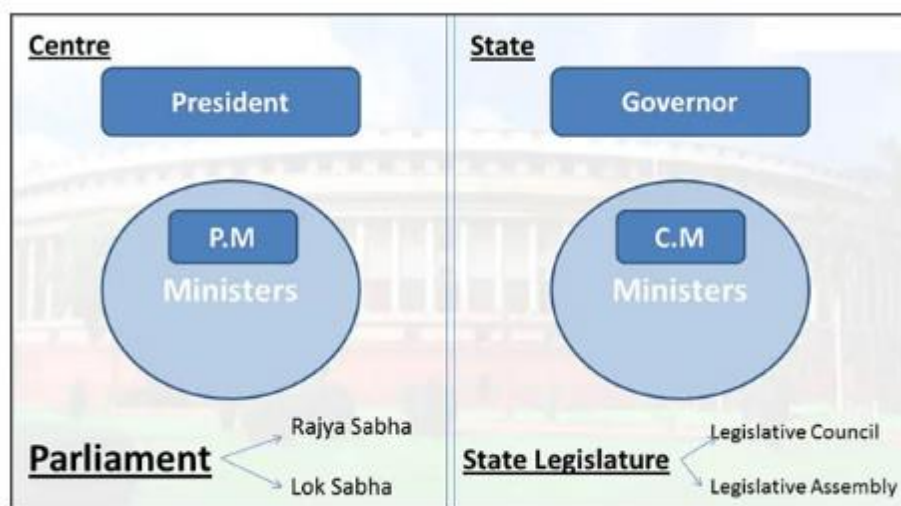 Centre
President
P.M
Ministers
Rajya Sabha
Parliament
Lok Sabha
State
Governor
C.M
Ministers
Legislative Council
State Legislature
Legislative Assembly